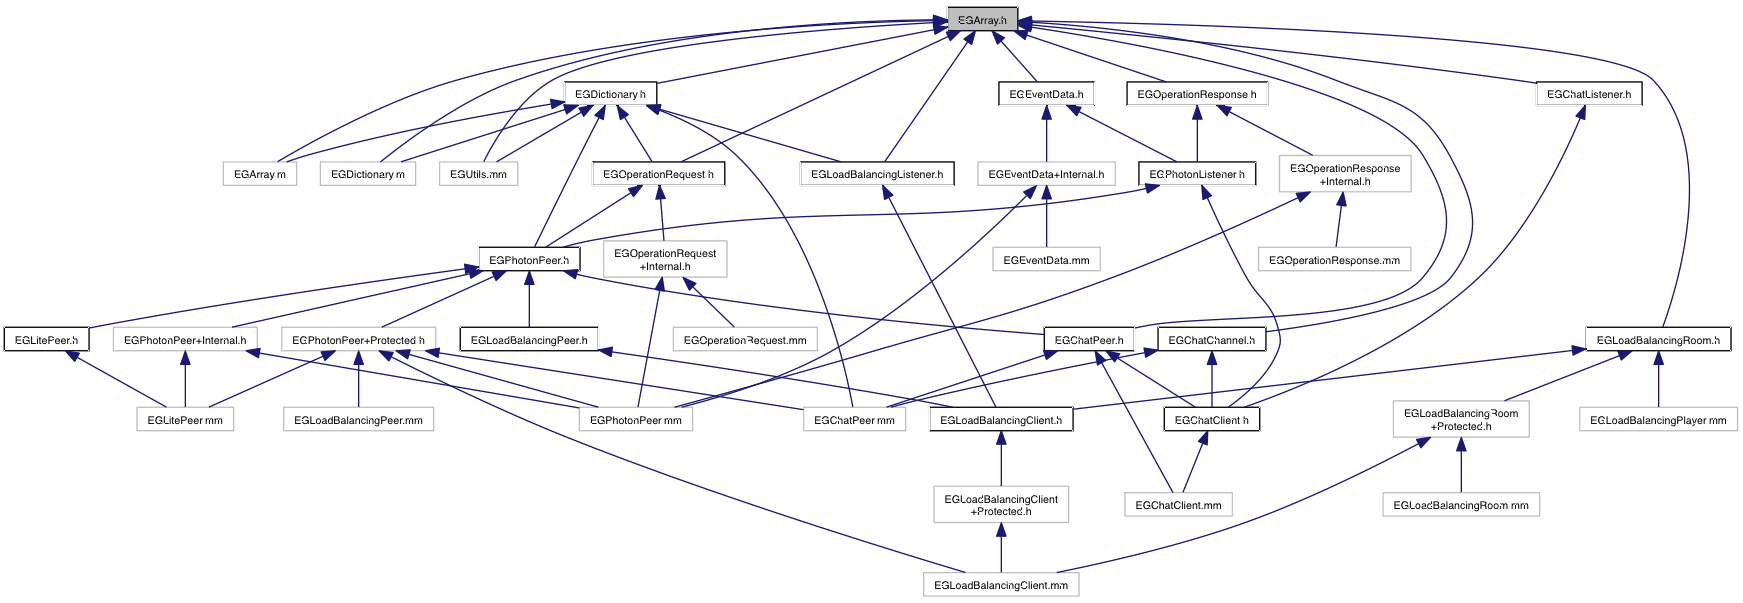 EGArray.h
EGDictionary.h
EGEventData.h
EGOperationResponse.h
EGChatListener.h
EGArray.m
EGDictionary.m
EGUtils.mm
EGOperationRequest.h
EGLoadBalancingListener.h
EGEventData+Internal.h
EGPhotonListener.h
EGOperationResponse
+Internal.h
EGPhotonPeer.h
EGOperationRequest
+Internal.h
EGEventData.mm
EGOperationResponse.mm
EGLitePeer.h
EGPhotonPeer+Internal.h
EGPhotonPeer+Protected.h
EGLoadBalancingPeer.h
EGOperationRequest.mm
EGChatPeer.h
EGChatChannel.h
EGLoadBalancingRoom.h
EGLitePeer.mm
EGLoadBalancingPeer.mm
EGPhotonPeer.mm
EGChatPeer.mm
EGLoadBalancingClient.h
EGChatClient.h
EGLoadBalancingRoom
+Protected.h
EGLoadBalancingPlayer.mm
EGLoadBalancingClient
+Protected.h
EGChatClient.mm
EGLoadBalancingRoom.mm
EGLoadBalancingClient.mm